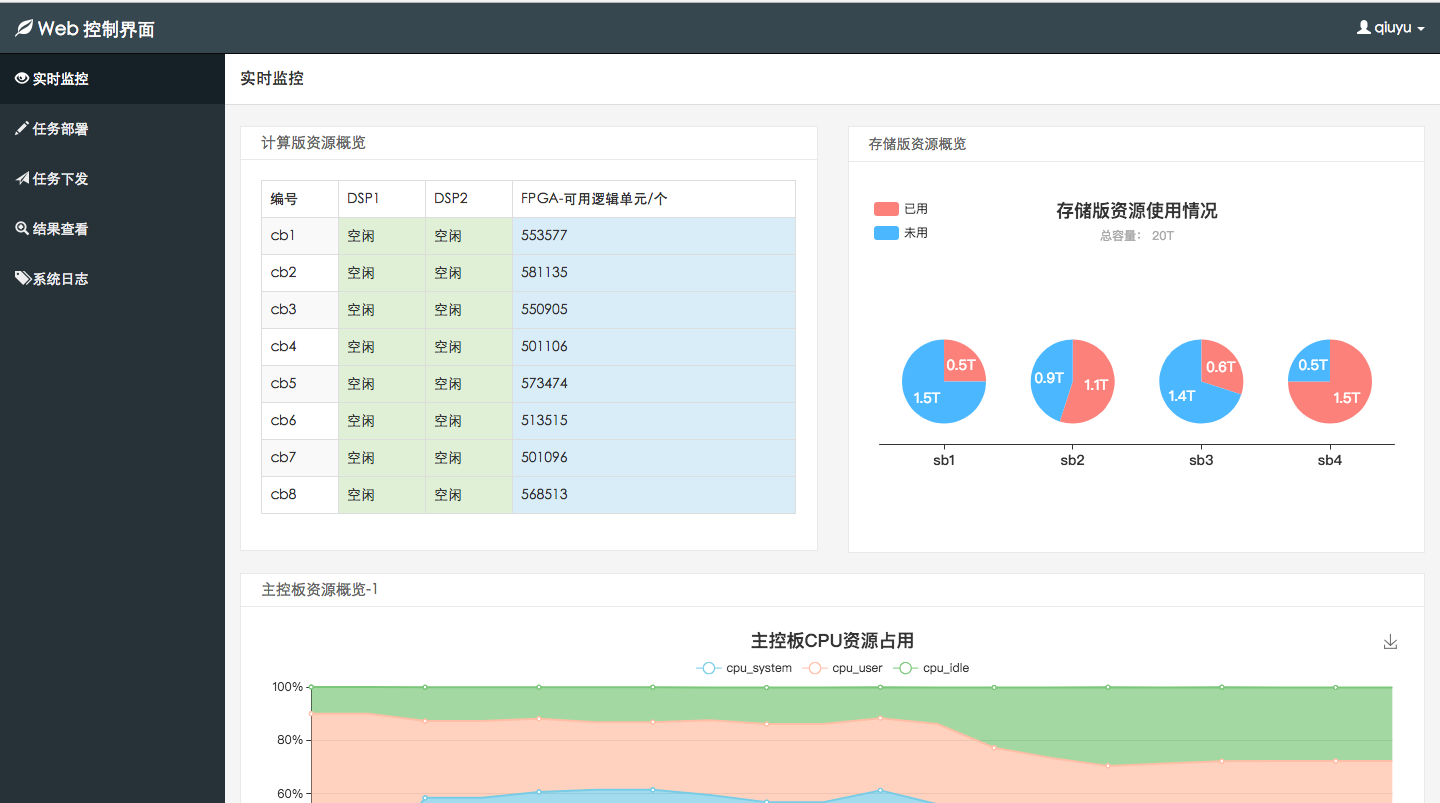 Web 控制界面
qiuyu
实时监控
任务部署
任务下发
结果查看
系统日志
实时监控
计算版资源概览
编号 DSP1 DSP2 FPGA-可用逻辑单元/个
cb1 空闲 空闲 553577
cb2 空闲 空闲 581135
cb3 空闲 空闲 550905
cb4 空闲 空闲 501106
cb5 空闲 空闲 573474
cb6 空闲 空闲 513515
cb7 空闲 空闲 501096
cb8 空闲 空闲 568513
存储版资源概览
已用
未用
存储版资源使用情况
总容量： 20T
0.5T 1.5T
0.9T 1.1T
0.6T 1.4T
0.5T 1.5T
sb1 sb2 sb3 sb4
主控板资源概览-1
主控板CPU资源占用
cpu_system cpu_user cpu_idle
100%
80%
60%